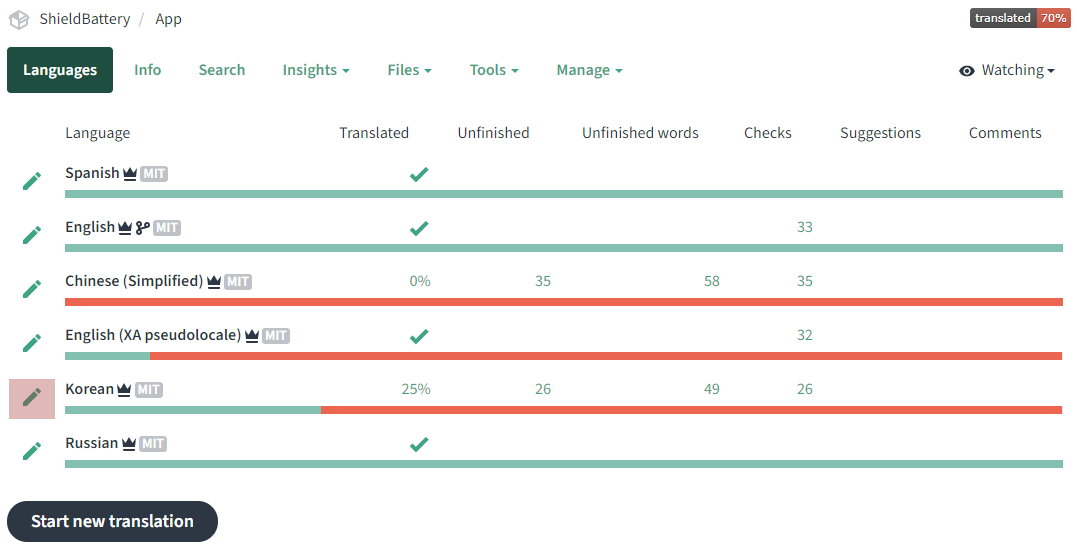 ShieldBattery / App
translated 70%
Languages Info Search Insights Files Tools Manage Watching
Language Translated Unfinished Unfinished words Checks Suggestions Comments
Spanish MIT
English MIT 33
Chinese (Simplified) MIT 0% 35 58 35
English (XA pseudolocale) MIT 32
Korean MIT 25% 26 49 26
Russian MIT
Start new translation